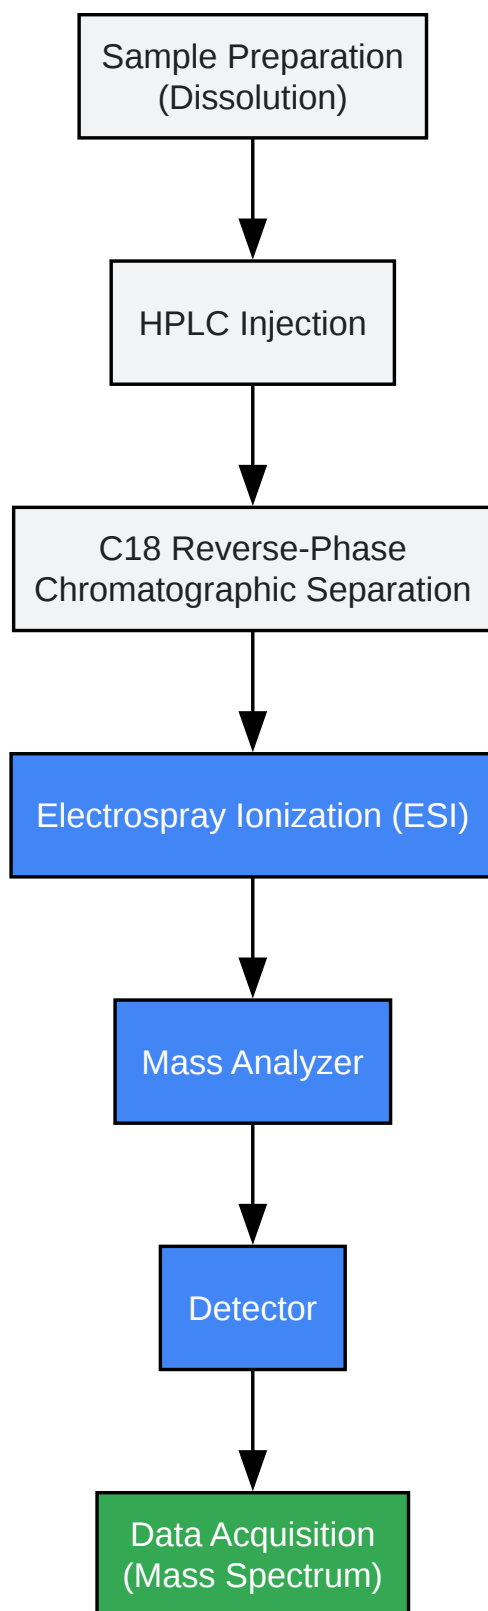 Sample Preparation
(Dissolution)
HPLC Injection
C18 Reverse-Phase
Chromatographic Separation
Electrospray Ionization (ESI)
Mass Analyzer
Detector
Data Acquisition
(Mass Spectrum)